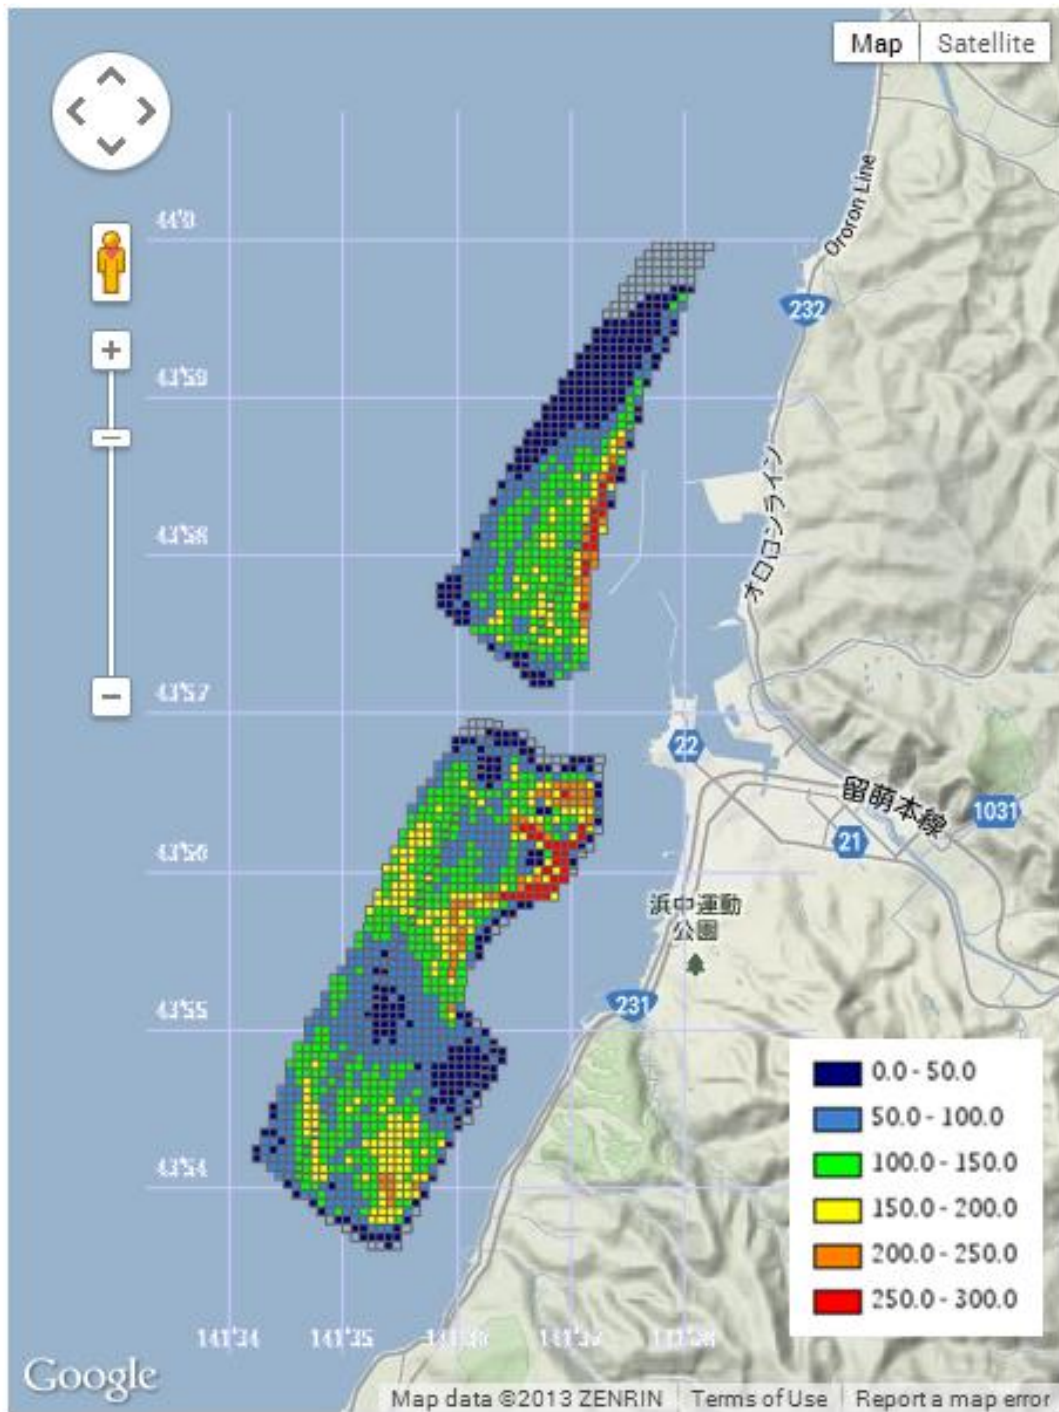 Map Satellite
Ororon Line
44'0
232
43'59
オロロンライン
43'58
43'57
22
留萌本線
1031
21
43'56
浜中運動
公園
231
43'55
0.0 - 50.0
50.0 - 100.0
100.0 - 150.0
43'54
150.0 - 200.0
200.0 - 250.0
250.0 - 300.0
141'34 141'35 141'36 141'37 141'38
Google
Map data ©2013 ZENRIN Terms of Use Report a map error